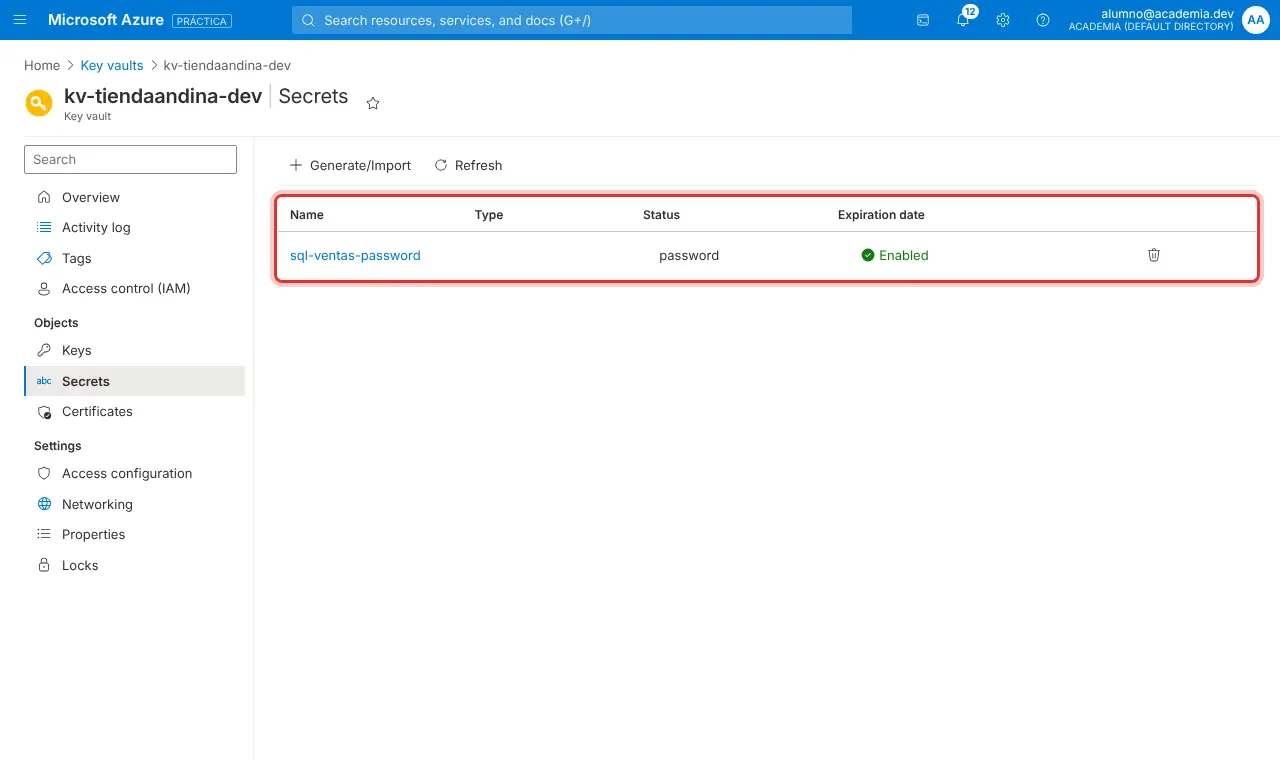 Microsoft Azure PRÁCTICA
Search resources, services, and docs (G+/)
12
alumno@academia.dev
ACADEMIA (DEFAULT DIRECTORY)
AA
Home > Key vaults > kv-tiendaandina-dev
kv-tiendaandina-dev | Secrets
Key vault
Search
Overview
Activity log
Tags
Access control (IAM)
Objects
Keys
abc Secrets
Certificates
Settings
Access configuration
Networking
Properties
Locks
+ Generate/Import Refresh
Name Type Status Expiration date
sql-ventas-password password Enabled